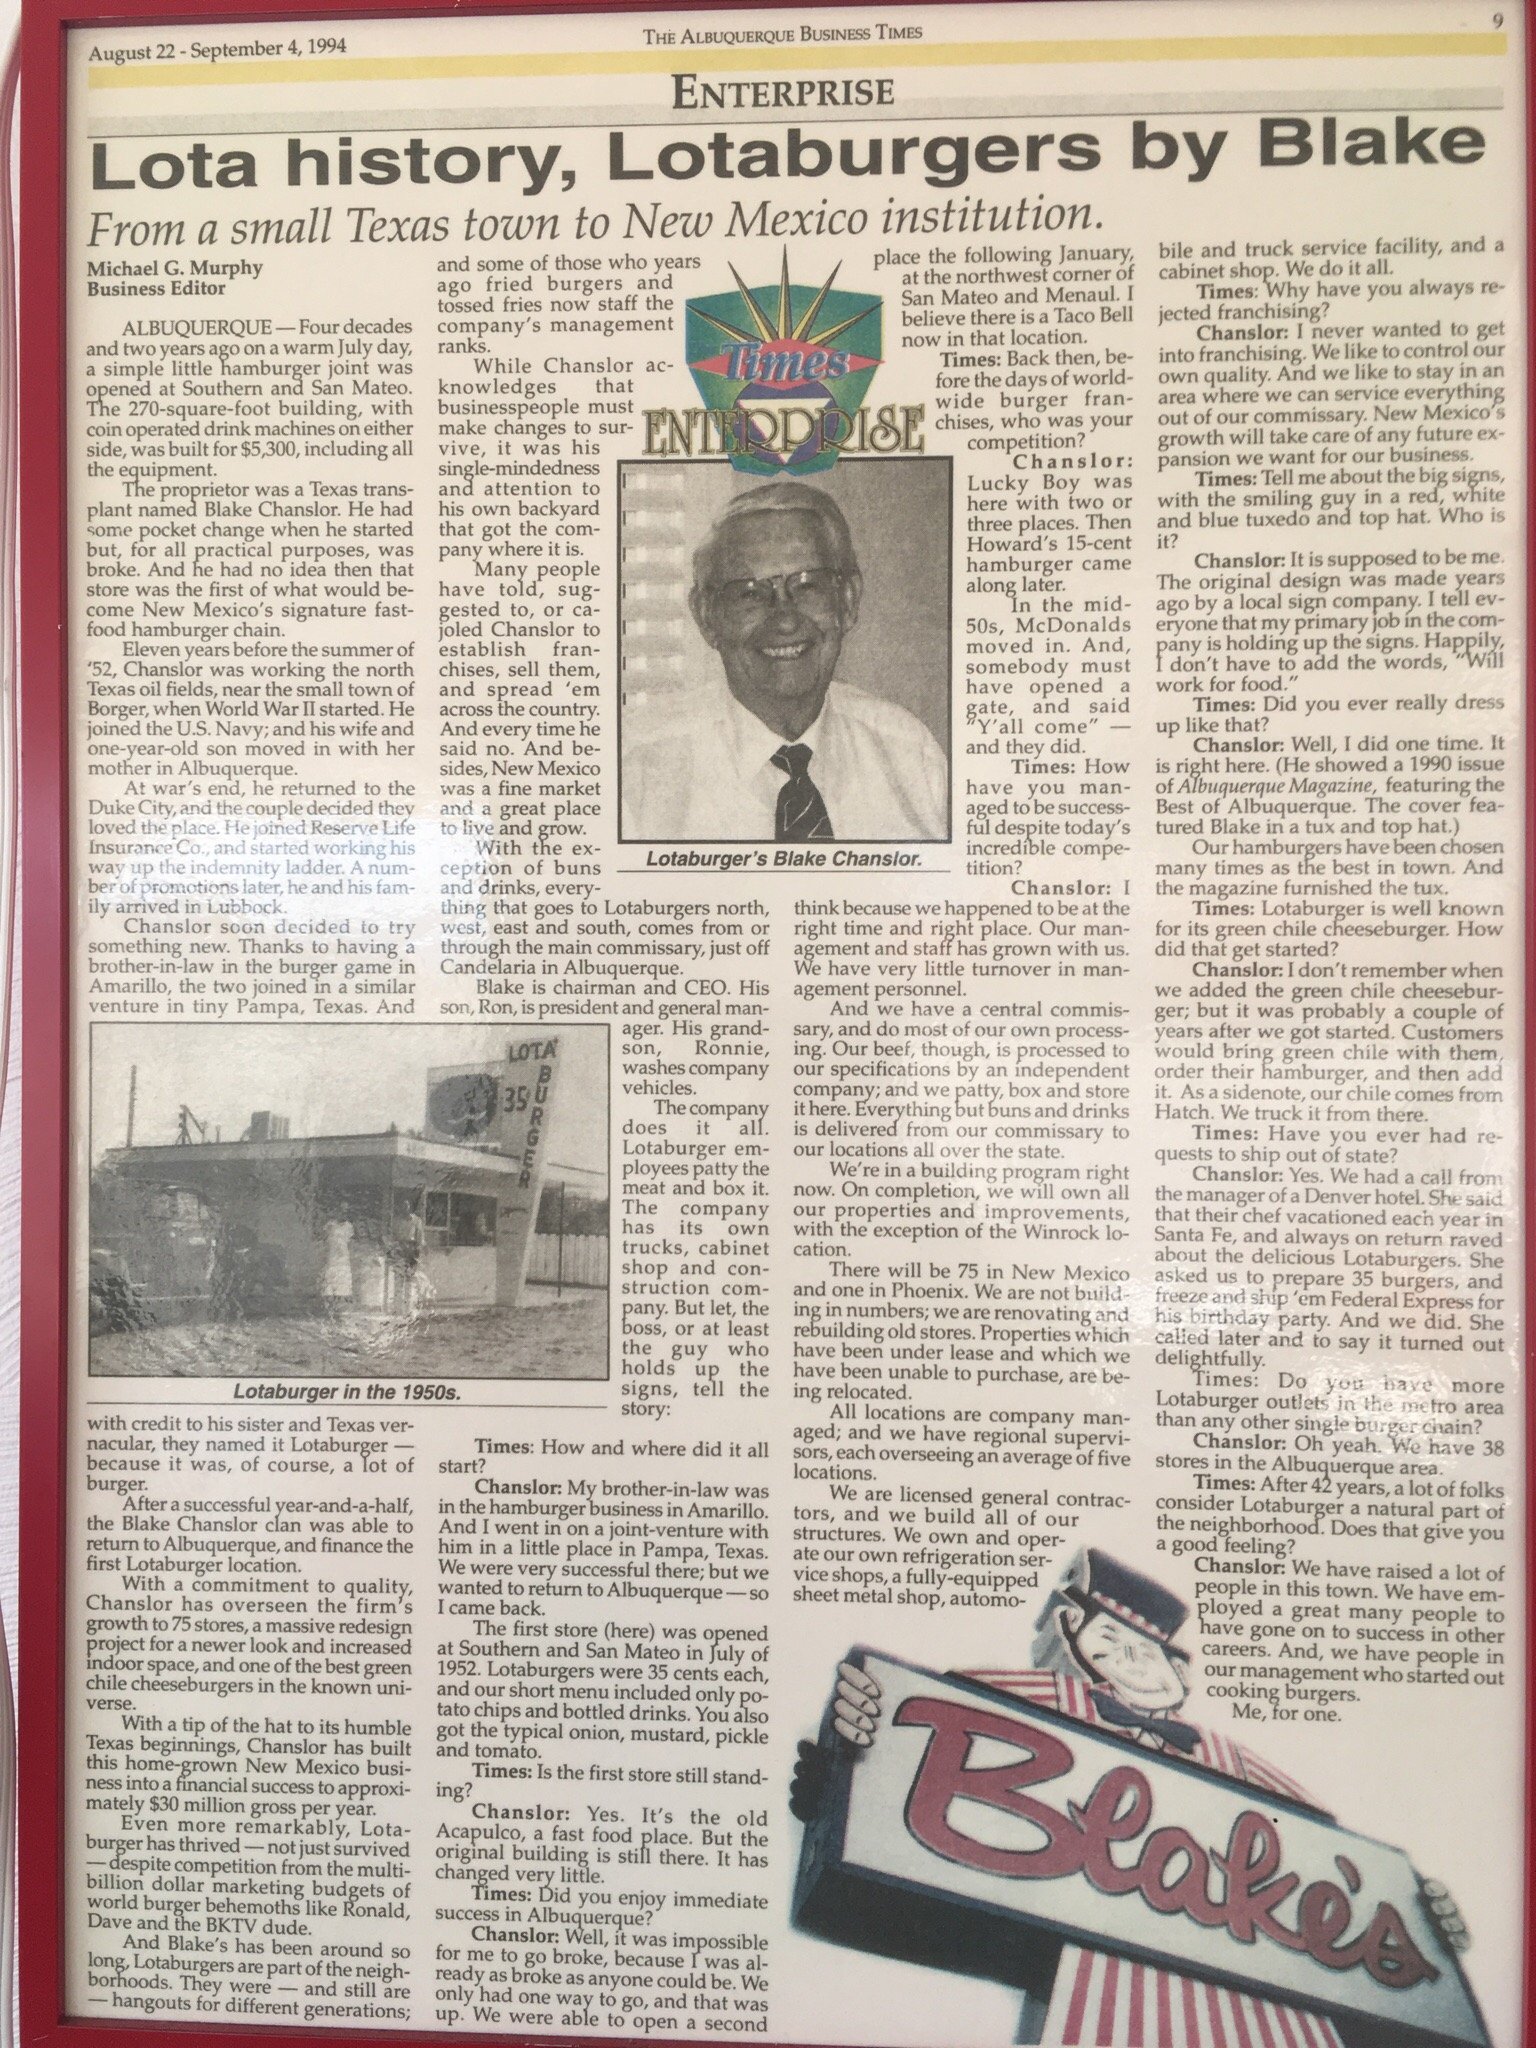 August 22 - September 4, 1994
THE ALBUQUERQUE BUSINESS TIMES
9
ENTERPRISE
Lota history, Lotaburgers by Blake
From a small Texas town to New Mexico institution.
Michael G. Murphy
Business Editor
ALBUQUERQUE — Four decades
and two years ago on a warm July day,
a simple little hamburger joint was
opened at Southern and San Mateo.
The 270-square-foot building, with
coin operated drink machines on either
side, was built for $5,300, including all
the equipment.
The proprietor was a Texas trans-
plant named Blake Chanslor. He had
some pocket change when he started
but, for all practical purposes, was
broke. And he had no idea then that
store was the first of what would be-
come New Mexico's signature fast-
food hamburger chain.
Eleven years before the summer of
'52, Chanslor was working the north
Texas oil fields, near the small town of
Borger, when World War II started. He
joined the U.S. Navy; and his wife and
one-year-old son moved in with her
mother in Albuquerque.
At war's end, he returned to the
Duke City, and the couple decided they
loved the place. He joined Reserve Life
Insurance Co., and started working his
way up the indemnity ladder. A num-
ber of promotions later, he and his fam-
ily arrived in Lubbock.
Chanslor soon decided to try
something new. Thanks to having a
brother-in-law in the burger game in
Amarillo, the two joined in a similar
venture in tiny Pampa, Texas. And
LOTA
BURGER
35
Lotaburger in the 1950s.
with credit to his sister and Texas ver-
nacular, they named it Lotaburger —
because it was, of course, a lot of
burger.
After a successful year-and-a-half,
the Blake Chanslor clan was able to
return to Albuquerque, and finance the
first Lotaburger location.
With a commitment to quality,
Chanslor has overseen the firm's
growth to 75 stores, a massive redesign
project for a newer look and increased
indoor space, and one of the best green
chile cheeseburgers in the known uni-
verse.
With a tip of the hat to its humble
Texas beginnings, Chanslor has built
this home-grown New Mexico busi-
ness into a financial success to approxi-
mately $30 million gross per year.
Even more remarkably, Lota-
burger has thrived — not just survived
— despite competition from the multi-
billion dollar marketing budgets of
world burger behemoths like Ronald,
Dave and the BKTV dude.
And Blake's has been around so
long, Lotaburgers are part of the neigh-
borhoods. They were — and still are
— hangouts for different generations;
and some of those who years
ago fried burgers and
tossed fries now staff the
company's management
ranks.
While Chanslor ac-
knowledges that
businesspeople must
make changes to sur-
vive, it was his
single-mindedness
and attention to
his own backyard
that got the com-
pany where it is.
Many people
have told, sug-
gested to, or ca-
joled Chanslor to
establish fran-
chises, sell them,
and spread 'em
across the country.
And every time he
said no. And be-
sides, New Mexico
was a fine market
and a great place
to live and grow.
With the ex-
ception of buns
and drinks, every-
thing that goes to Lotaburgers north,
west, east and south, comes from or
through the main commissary, just off
Candelaria in Albuquerque.
Blake is chairman and CEO. His
son, Ron, is president and general man-
ager. His grand-
son, Ronnie,
washes company
vehicles.
The company
does it all.
Lotaburger em-
ployees patty the
meat and box it.
The company
has its own
trucks, cabinet
shop and con-
struction com-
pany. But let, the
boss, or at least
the guy who
holds up the
signs, tell the
story:
Times: How and where did it all
start?
Chanslor: My brother-in-law was
in the hamburger business in Amarillo.
And I went in on a joint-venture with
him in a little place in Pampa, Texas.
We were very successful there; but we
wanted to return to Albuquerque — so
I came back.
The first store (here) was opened
at Southern and San Mateo in July of
1952. Lotaburgers were 35 cents each,
and our short menu included only po-
tato chips and bottled drinks. You also
got the typical onion, mustard, pickle
and tomato.
Times: Is the first store still stand-
ing?
Chanslor: Yes. It's the old
Acapulco, a fast food place. But the
original building is still there. It has
changed very little.
Times: Did you enjoy immediate
success in Albuquerque?
Chanslor: Well, it was impossible
for me to go broke, because I was al-
ready as broke as anyone could be. We
only had one way to go, and that was
up. We were able to open a second
Times
ENTERPRISE
Lotaburger's Blake Chanslor.
place the following January,
at the northwest corner of
San Mateo and Menaul. I
believe there is a Taco Bell
now in that location.
Times: Back then, be-
fore the days of world-
wide burger fran-
chises, who was your
competition?
Chanslor:
Lucky Boy was
here with two or
three places. Then
Howard's 15-cent
hamburger came
along later.
In the mid-
50s, McDonalds
moved in. And,
somebody must
have opened a
gate, and said
"Y'all come" —
and they did.
Times: How
have you man-
aged to be success-
ful despite today's
incredible compe-
tition?
Chanslor: I
think because we happened to be at the
right time and right place. Our man-
agement and staff has grown with us.
We have very little turnover in man-
agement personnel.
And we have a central commis-
sary, and do most of our own process-
ing. Our beef, though, is processed to
our specifications by an independent
company; and we patty, box and store
it here. Everything but buns and drinks
is delivered from our commissary to
our locations all over the state.
We're in a building program right
now. On completion, we will own all
our properties and improvements,
with the exception of the Winrock lo-
cation.
There will be 75 in New Mexico
and one in Phoenix. We are not build-
ing in numbers; we are renovating and
rebuilding old stores. Properties which
have been under lease and which we
have been unable to purchase, are be-
ing relocated.
All locations are company man-
aged; and we have regional supervi-
sors, each overseeing an average of five
locations.
We are licensed general contrac-
tors, and we build all of our
structures. We own and oper-
ate our own refrigeration ser-
vice shops, a fully-equipped
sheet metal shop, automo-
bile and truck service facility, and a
cabinet shop. We do it all.
Times: Why have you always re-
jected franchising?
Chanslor: I never wanted to get
into franchising. We like to control our
own quality. And we like to stay in an
area where we can service everything
out of our commissary. New Mexico's
growth will take care of any future ex-
pansion we want for our business.
Times: Tell me about the big signs,
with the smiling guy in a red, white
and blue tuxedo and top hat. Who is
it?
Chanslor: It is supposed to be me.
The original design was made years
ago by a local sign company. I tell ev-
eryone that my primary job in the com-
pany is holding up the signs. Happily,
I don't have to add the words, "Will
work for food."
Times: Did you ever really dress
up like that?
Chanslor: Well, I did one time. It
is right here. (He showed a 1990 issue
of Albuquerque Magazine, featuring the
Best of Albuquerque. The cover fea-
tured Blake in a tux and top hat.)
Our hamburgers have been chosen
many times as the best in town. And
the magazine furnished the tux.
Times: Lotaburger is well known
for its green chile cheeseburger. How
did that get started?
Chanslor: I don't remember when
we added the green chile cheesebur-
ger; but it was probably a couple of
years after we got started. Customers
would bring green chile with them,
order their hamburger, and then add
it. As a sidenote, our chile comes from
Hatch. We truck it from there.
Times: Have you ever had re-
quests to ship out of state?
Chanslor: Yes. We had a call from
the manager of a Denver hotel. She said
that their chef vacationed each year in
Santa Fe, and always on return raved
about the delicious Lotaburgers. She
asked us to prepare 35 burgers, and
freeze and ship 'em Federal Express for
his birthday party. And we did. She
called later and to say it turned out
delightfully.
Times: Do you have more
Lotaburger outlets in the metro area
than any other single burger chain?
Chanslor: Oh yeah. We have 38
stores in the Albuquerque area.
Times: After 42 years, a lot of folks
consider Lotaburger a natural part of
the neighborhood. Does that give you
a good feeling?
Chanslor: We have raised a lot of
people in this town. We have em-
ployed a great many people to
have gone on to success in other
careers. And, we have people in
our management who started out
cooking burgers.
Me, for one.
Blake's